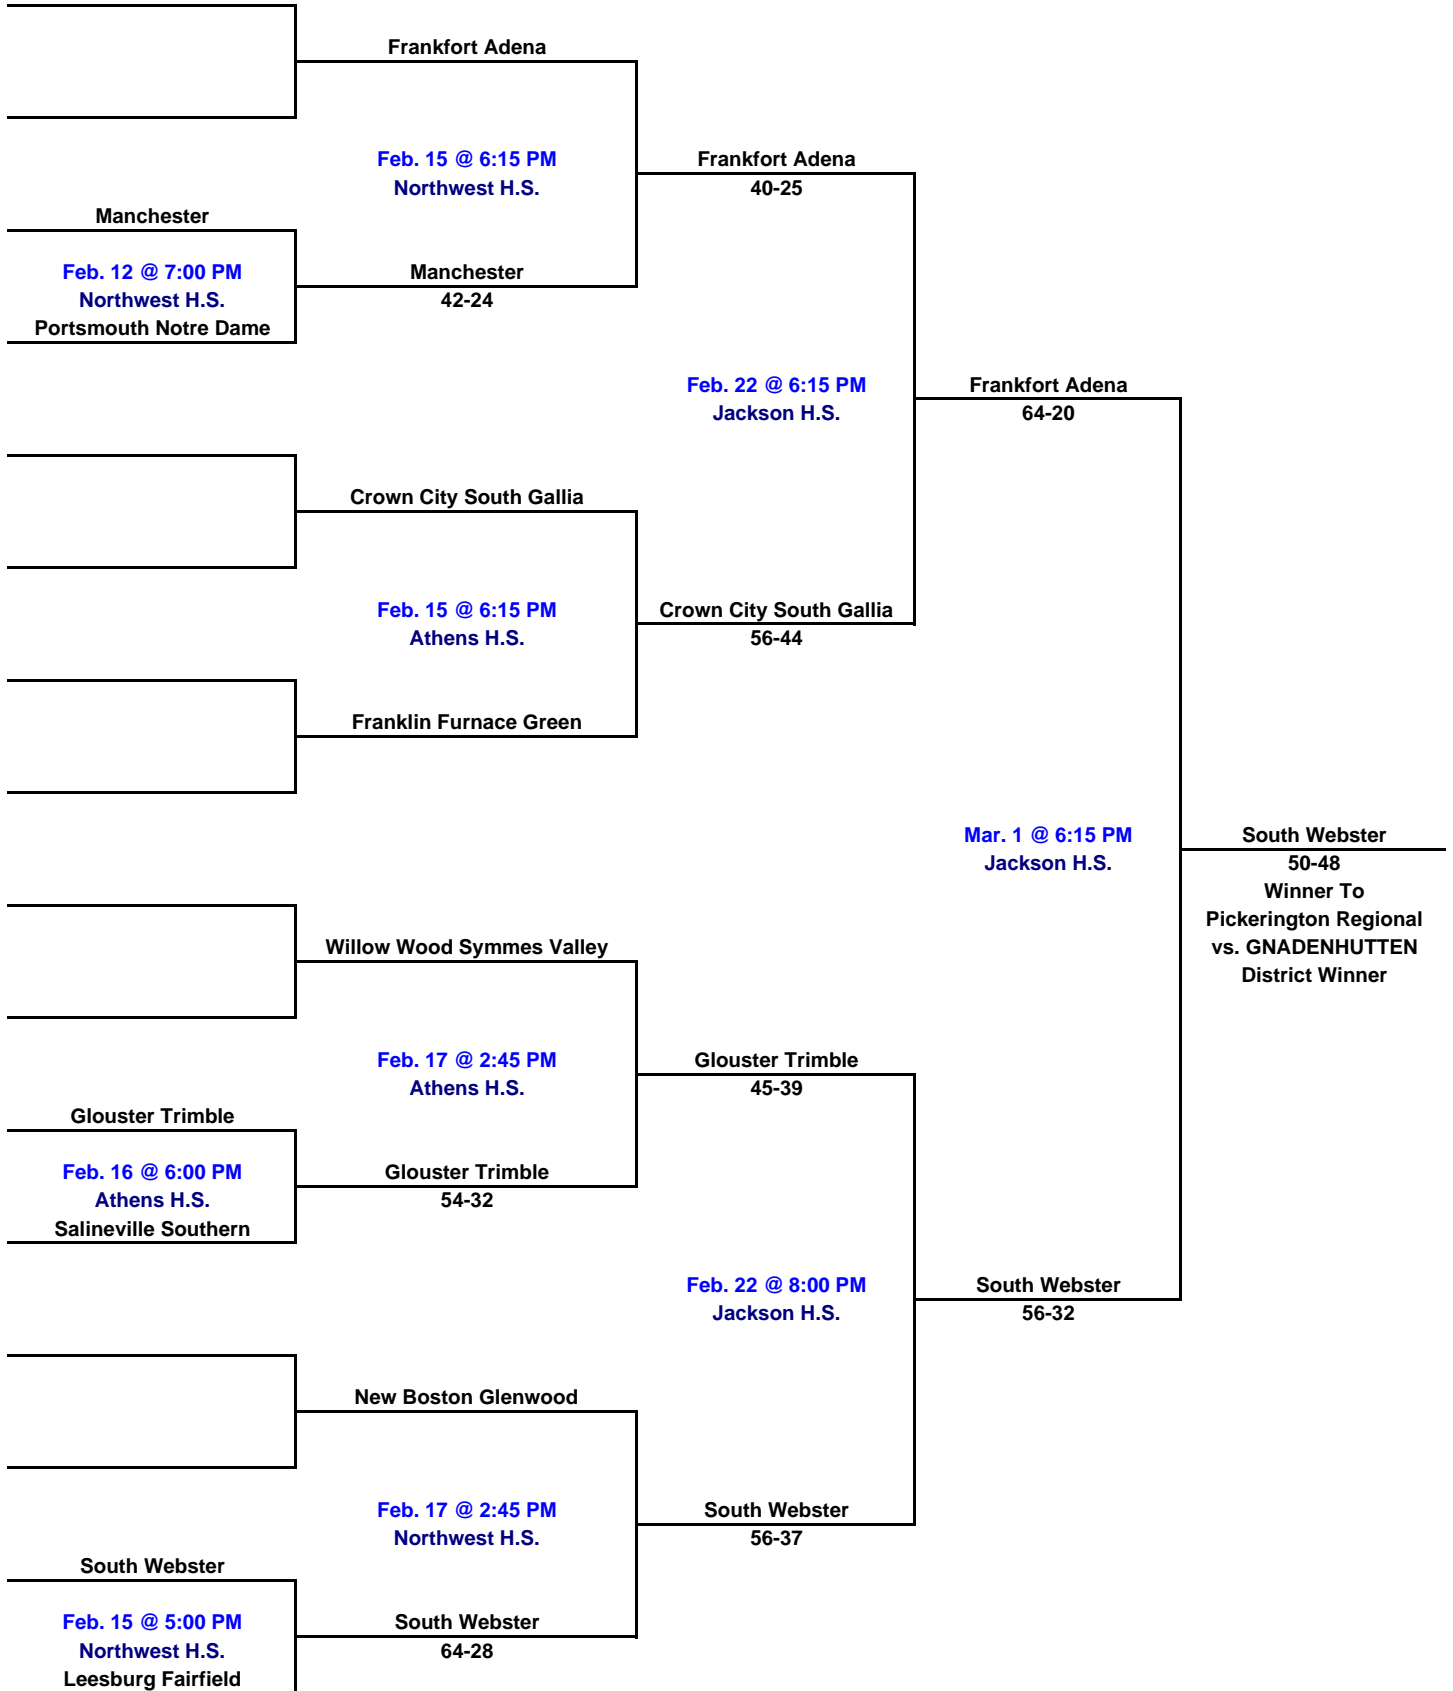 Frankfort Adena
Feb. 15 @ 6:15 PM
Northwest H.S.
Frankfort Adena
40-25
Manchester
Feb. 12 @ 7:00 PM
Northwest H.S.
Portsmouth Notre Dame
Manchester
42-24
Feb. 22 @ 6:15 PM
Jackson H.S.
Frankfort Adena
64-20
Crown City South Gallia
Feb. 15 @ 6:15 PM
Athens H.S.
Crown City South Gallia
56-44
Franklin Furnace Green
Mar. 1 @ 6:15 PM
Jackson H.S.
South Webster
50-48
Winner To
Pickerington Regional
vs. GNADENHUTTEN
District Winner
Willow Wood Symmes Valley
Feb. 17 @ 2:45 PM
Athens H.S.
Glouster Trimble
45-39
Glouster Trimble
Feb. 16 @ 6:00 PM
Athens H.S.
Salineville Southern
Glouster Trimble
54-32
Feb. 22 @ 8:00 PM
Jackson H.S.
South Webster
56-32
New Boston Glenwood
Feb. 17 @ 2:45 PM
Northwest H.S.
South Webster
56-37
South Webster
Feb. 15 @ 5:00 PM
Northwest H.S.
Leesburg Fairfield
South Webster
64-28